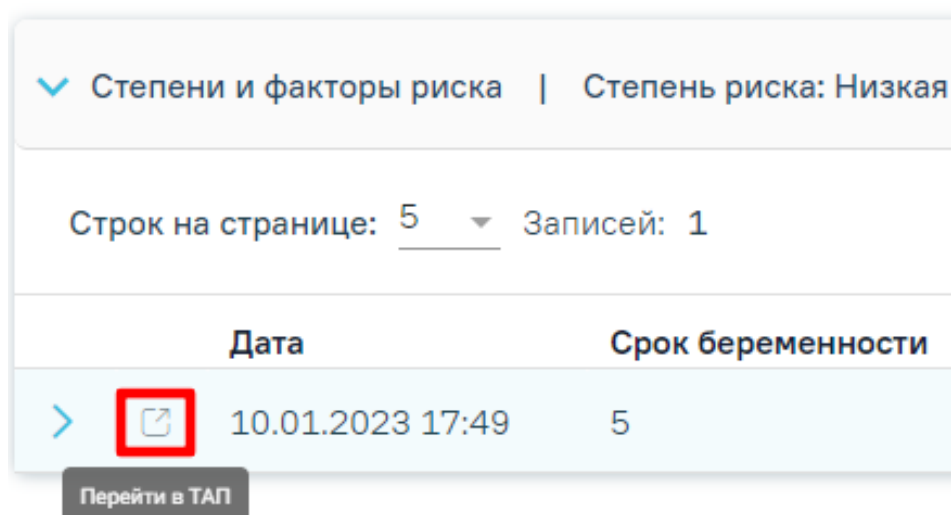 Степени и факторы риска | Степень риска: Низкая
Строк на странице: 5 Записей: 1
Дата Срок беременности
10.01.2023 17:49 5
Перейти в ТАП